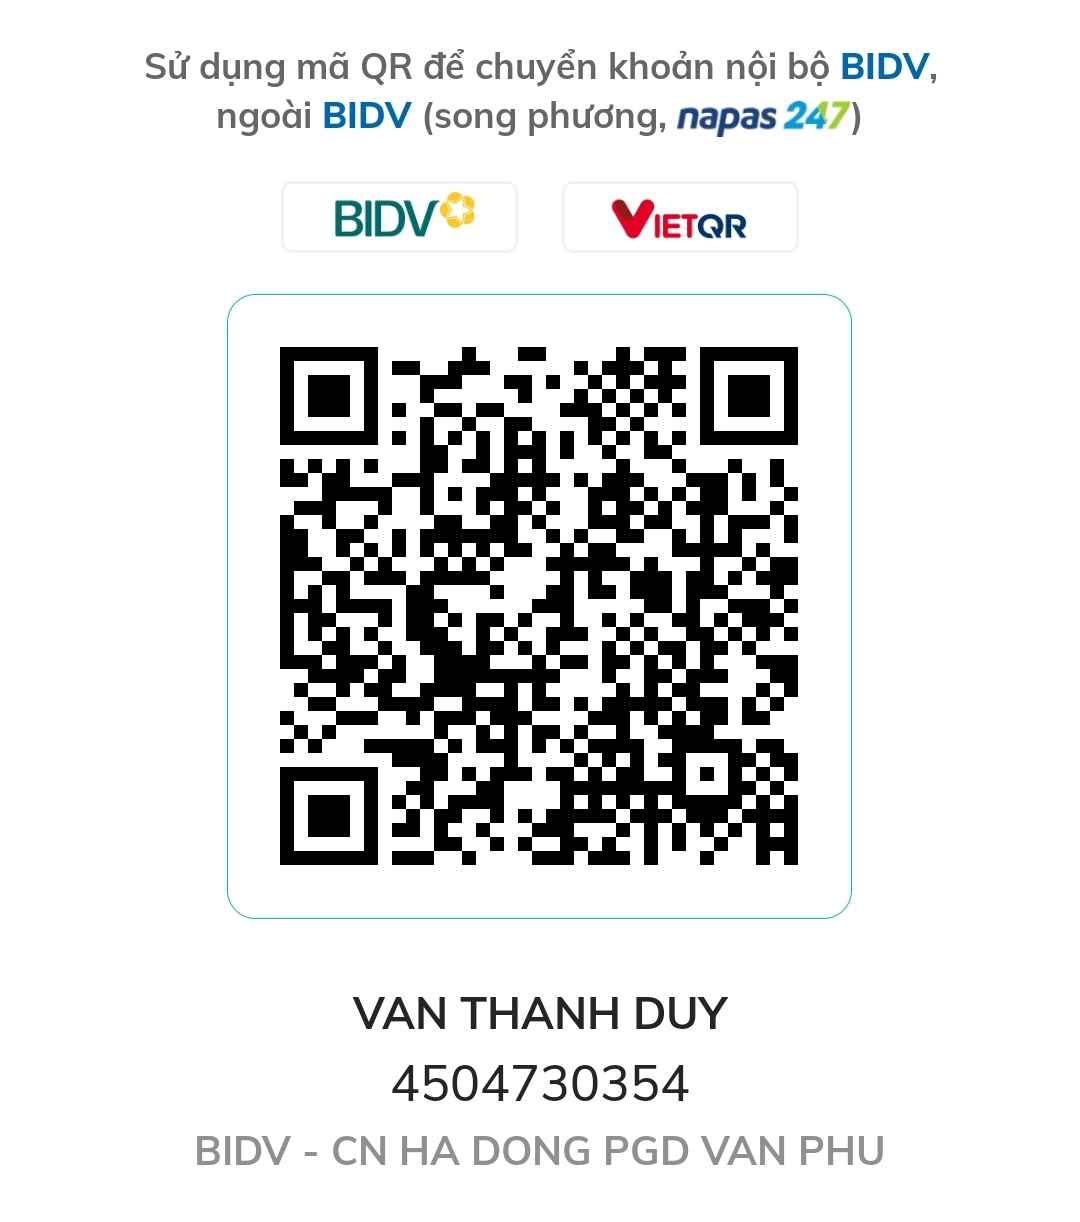 Sử dụng mã QR để chuyển khoản nội bộ BIDV,
ngoài BIDV (song phương, napas 247)
BIDV VIETQR
VAN THANH DUY
4504730354
BIDV - CN HA DONG PGD VAN PHU